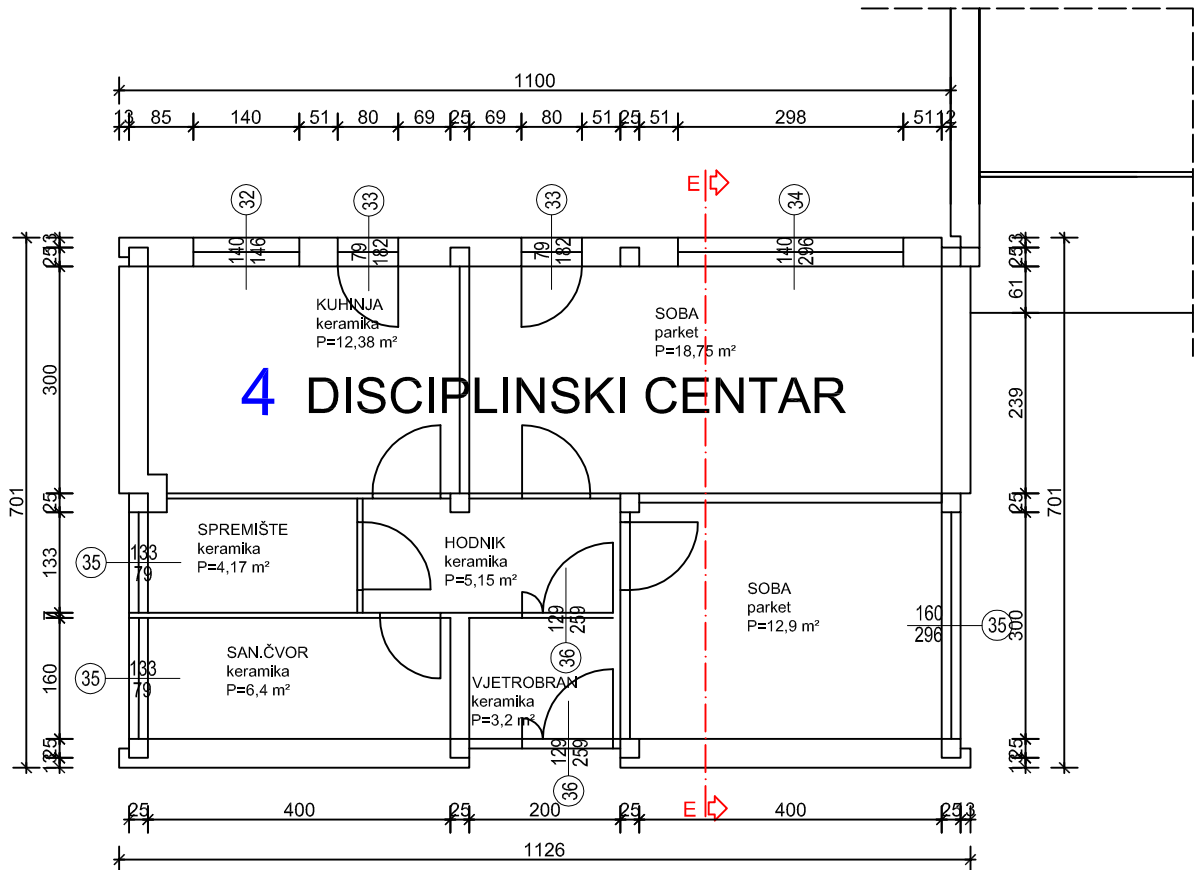 1100
13 85 140 51 80 69 25 69 80 51 25 51 298 51 12
E
32 33 33 34
140 146
79 182
79 182
140 296
13
25
300
25
133
7
160
25
13
701
13
25
61
239
25
300
25
13
701
KUHINJA
keramika
P=12,38 m²
SOBA
parket
P=18,75 m²
4 DISCIPLINSKI CENTAR
SPREMIŠTE
keramika
P=4,17 m²
HODNIK
keramika
P=5,15 m²
SOBA
parket
P=12,9 m²
SAN.ČVOR
keramika
P=6,4 m²
VJETROBRAN
keramika
P=3,2 m²
35
133
79
35
133
79
160
296
35
129
259
36
129
259
36
E
25 400 25 200 25 400 25 13
1126